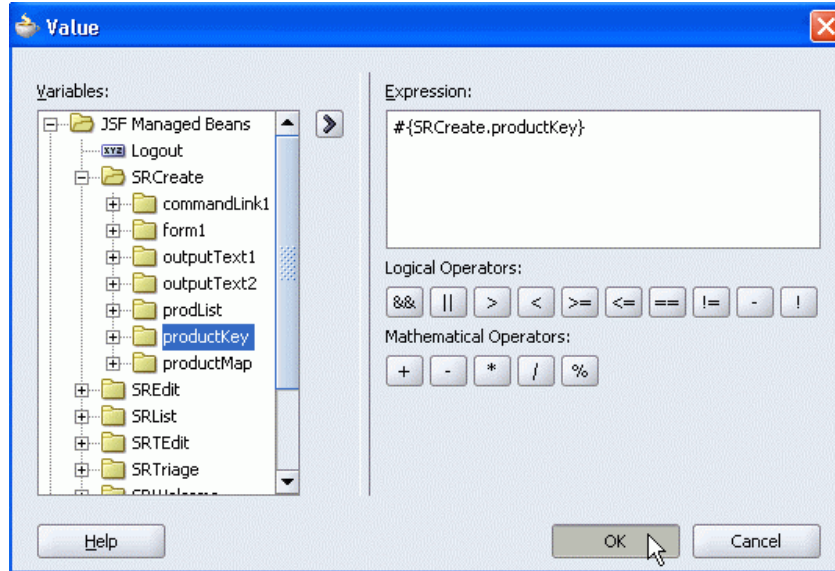 Value
Variables:
JSF Managed Beans
xyz Logout
SRCreate
commandLink1
form1
outputText1
outputText2
prodList
productKey
productMap
SREdit
SRList
SRTEdit
SRTriage
Expression:
#{SRCreate.productKey}
Logical Operators:
&& || > < >= <= == != - !
Mathematical Operators:
+ - * / %
Help
OK
Cancel